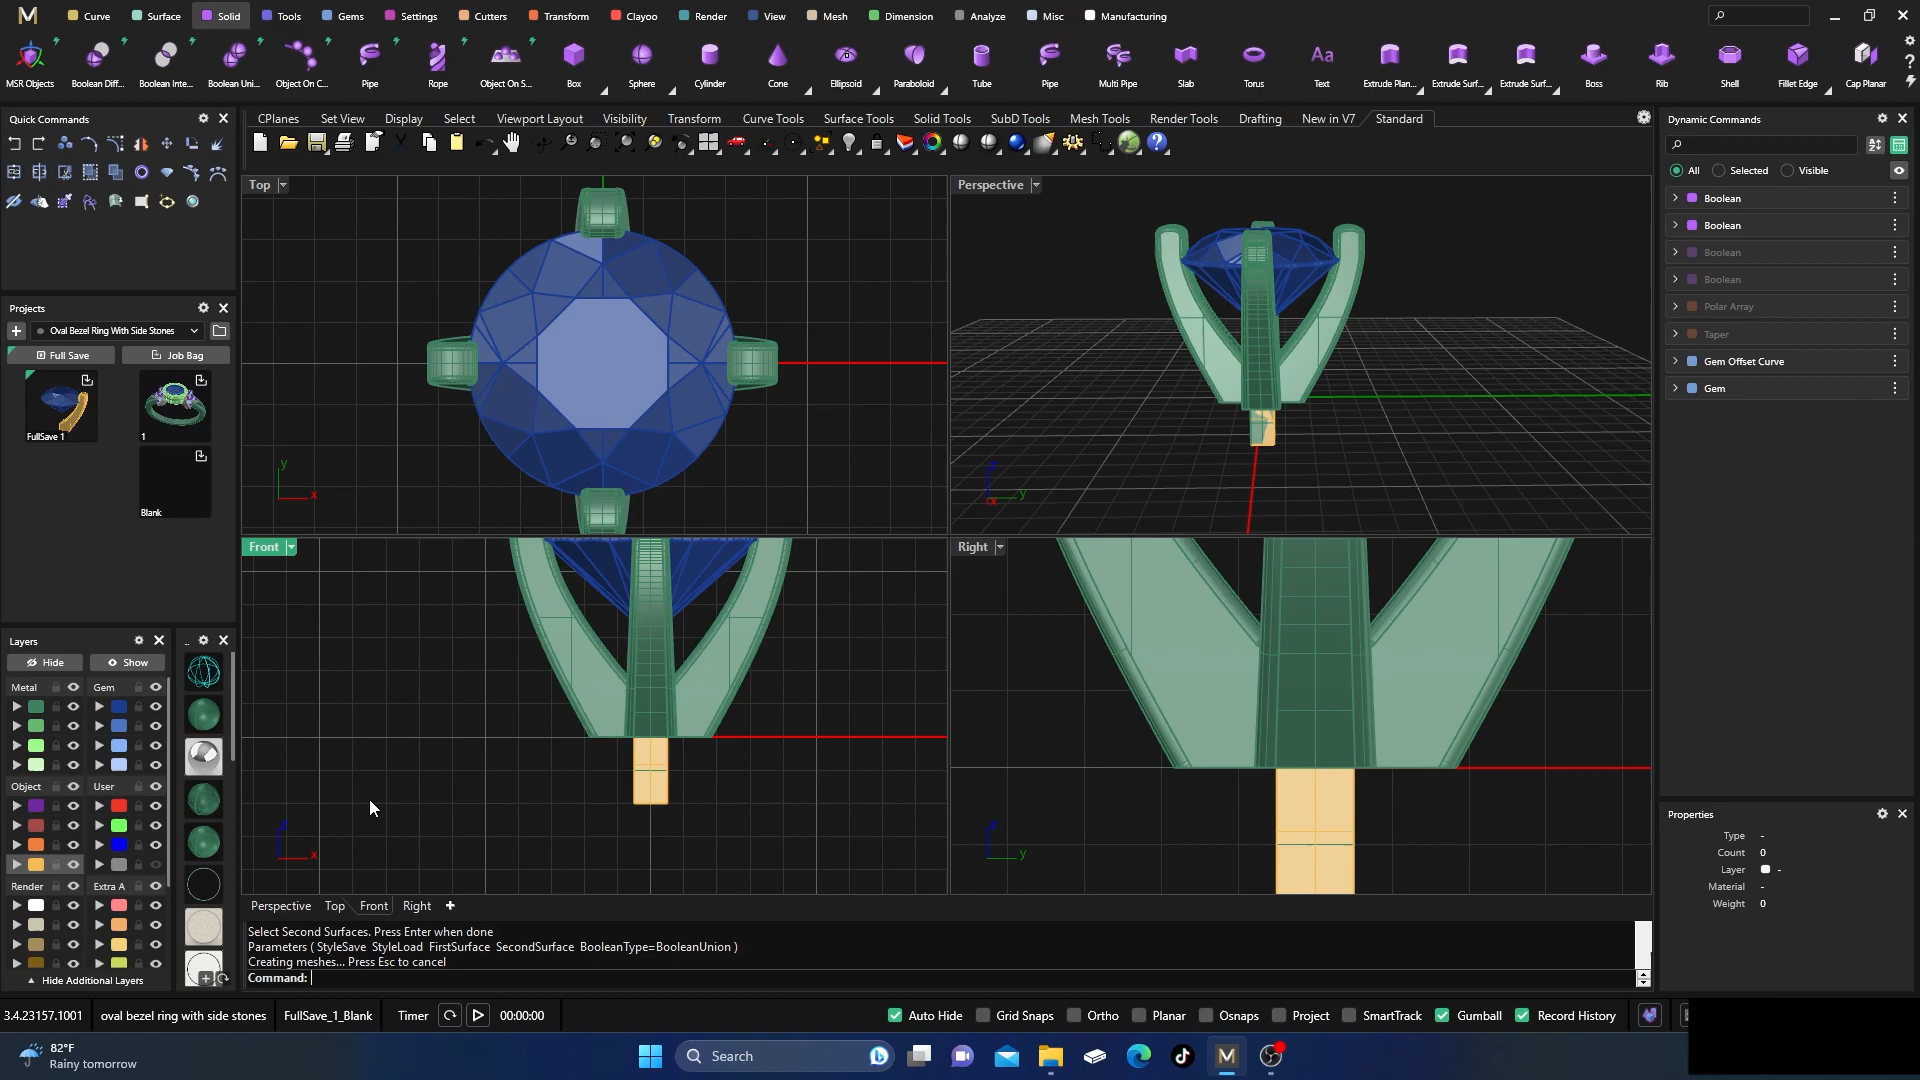 M Curve Surface Solid Tools Gems Settings Cutters Transform Clayoo Render View Mesh Dimension Analyze Misc Manufacturing
MSR Objects Boolean Diff... Boolean Inte... Boolean Uni... Object On C... Pipe Rope Object On S... Box Sphere Cylinder Cone Ellipsoid Paraboloid Tube Pipe Multi Pipe Slab Torus Text Extrude Plan... Extrude Surf... Extrude Surf... Boss Rib Shell Fillet Edge Cap Planar
Quick Commands
CPlanes Set View Display Select Viewport Layout Visibility Transform Curve Tools Surface Tools Solid Tools SubD Tools Mesh Tools Render Tools Drafting New in V7 Standard
Projects
Oval Bezel Ring With Side Stones
Full Save Job Bag
FullSave 1
1
Blank
Layers
Hide Show
Metal Gem
Object User
Render Extra A
Hide Additional Layers
Top
y
x
Perspective
y
x
Front
x
Right
y
Perspective Top Front Right
Select Second Surfaces. Press Enter when done
Parameters ( StyleSave StyleLoad FirstSurface SecondSurface BooleanType=BooleanUnion )
Creating meshes... Press Esc to cancel
Command:
Dynamic Commands
All Selected Visible
Boolean
Boolean
Boolean
Boolean
Polar Array
Taper
Gem Offset Curve
Gem
Properties
Type -
Count 0
Layer -
Material -
Weight 0
3.4.23157.1001 oval bezel ring with side stones FullSave_1_Blank Timer 00:00:00 Auto Hide Grid Snaps Ortho Planar Osnaps Project SmartTrack Gumball Record History
82°F
Rainy tomorrow
Search